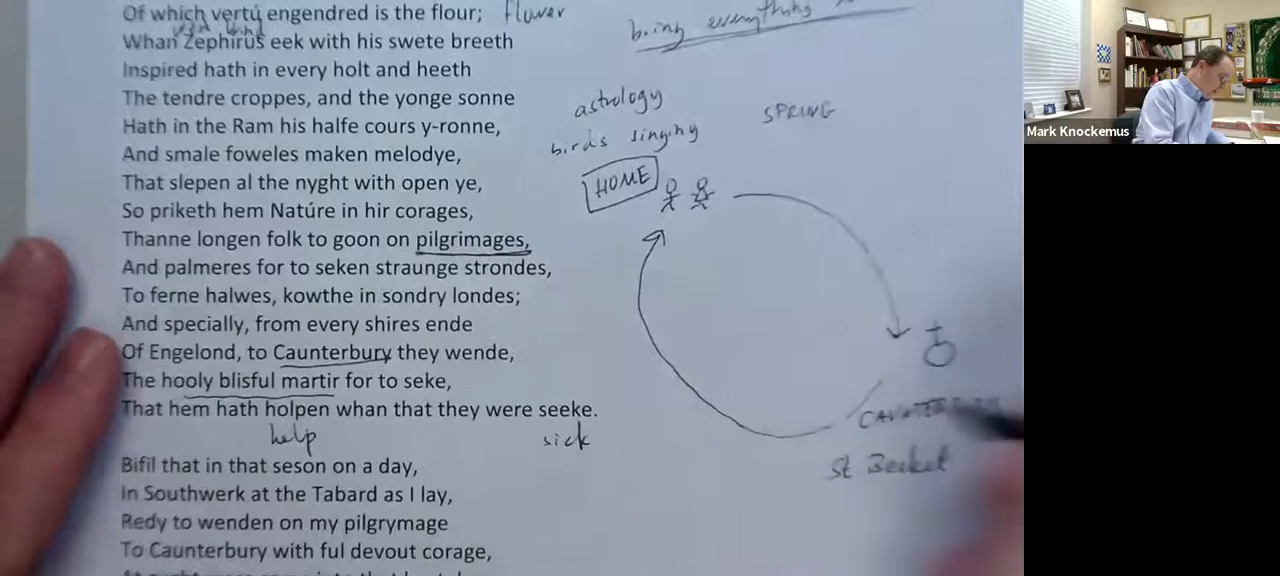 Of which vertú engendred is the flour; flower
being everything
Whan Zephirus eek with his swete breeth
Inspired hath in every holt and heeth
The tendre croppes, and the yonge sonne
astrology
SPRING
Hath in the Ram his halfe cours y-ronne,
birds singing
And smale foweles maken melodye,
That slepen al the nyght with open ye,
HOME
So priketh hem Natúre in hir corages,
Thanne longen folk to goon on pilgrimages,
And palmeres for to seken straunge strondes,
To ferne halwes, kowthe in sondry londes;
And specially, from every shires ende
Of Engelond, to Caunterbury they wende,
The hooly blisful martir for to seke,
That hem hath holpen whan that they were seeke.
help sick
St Becket
Bifil that in that seson on a day,
In Southwerk at the Tabard as I lay,
Redy to wenden on my pilgrymage
To Caunterbury with ful devout corage,
Mark Knockemus